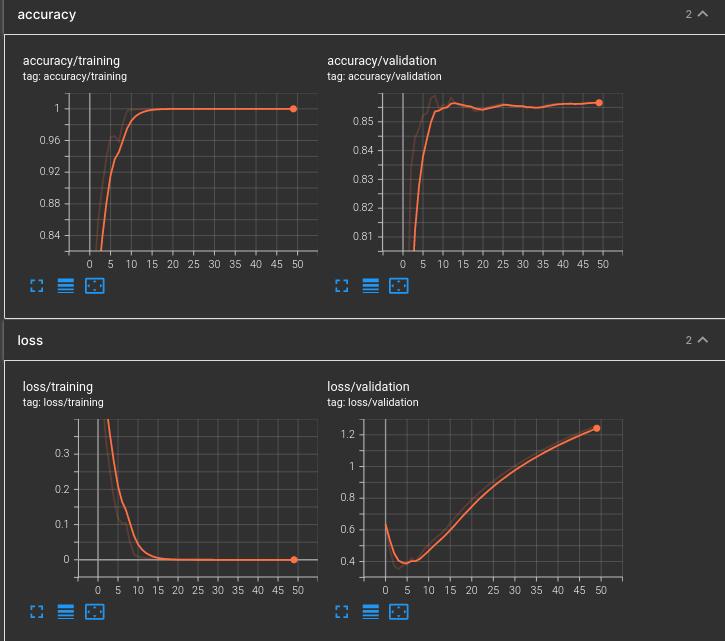 accuracy 2
accuracy/training
tag: accuracy/training
1
0.96
0.92
0.88
0.84
0 5 10 15 20 25 30 35 40 45 50
accuracy/validation
tag: accuracy/validation
0.85
0.84
0.83
0.82
0.81
0 5 10 15 20 25 30 35 40 45 50
loss 2
loss/training
tag: loss/training
0.3
0.2
0.1
0
0 5 10 15 20 25 30 35 40 45 50
loss/validation
tag: loss/validation
1.2
1
0.8
0.6
0.4
0 5 10 15 20 25 30 35 40 45 50